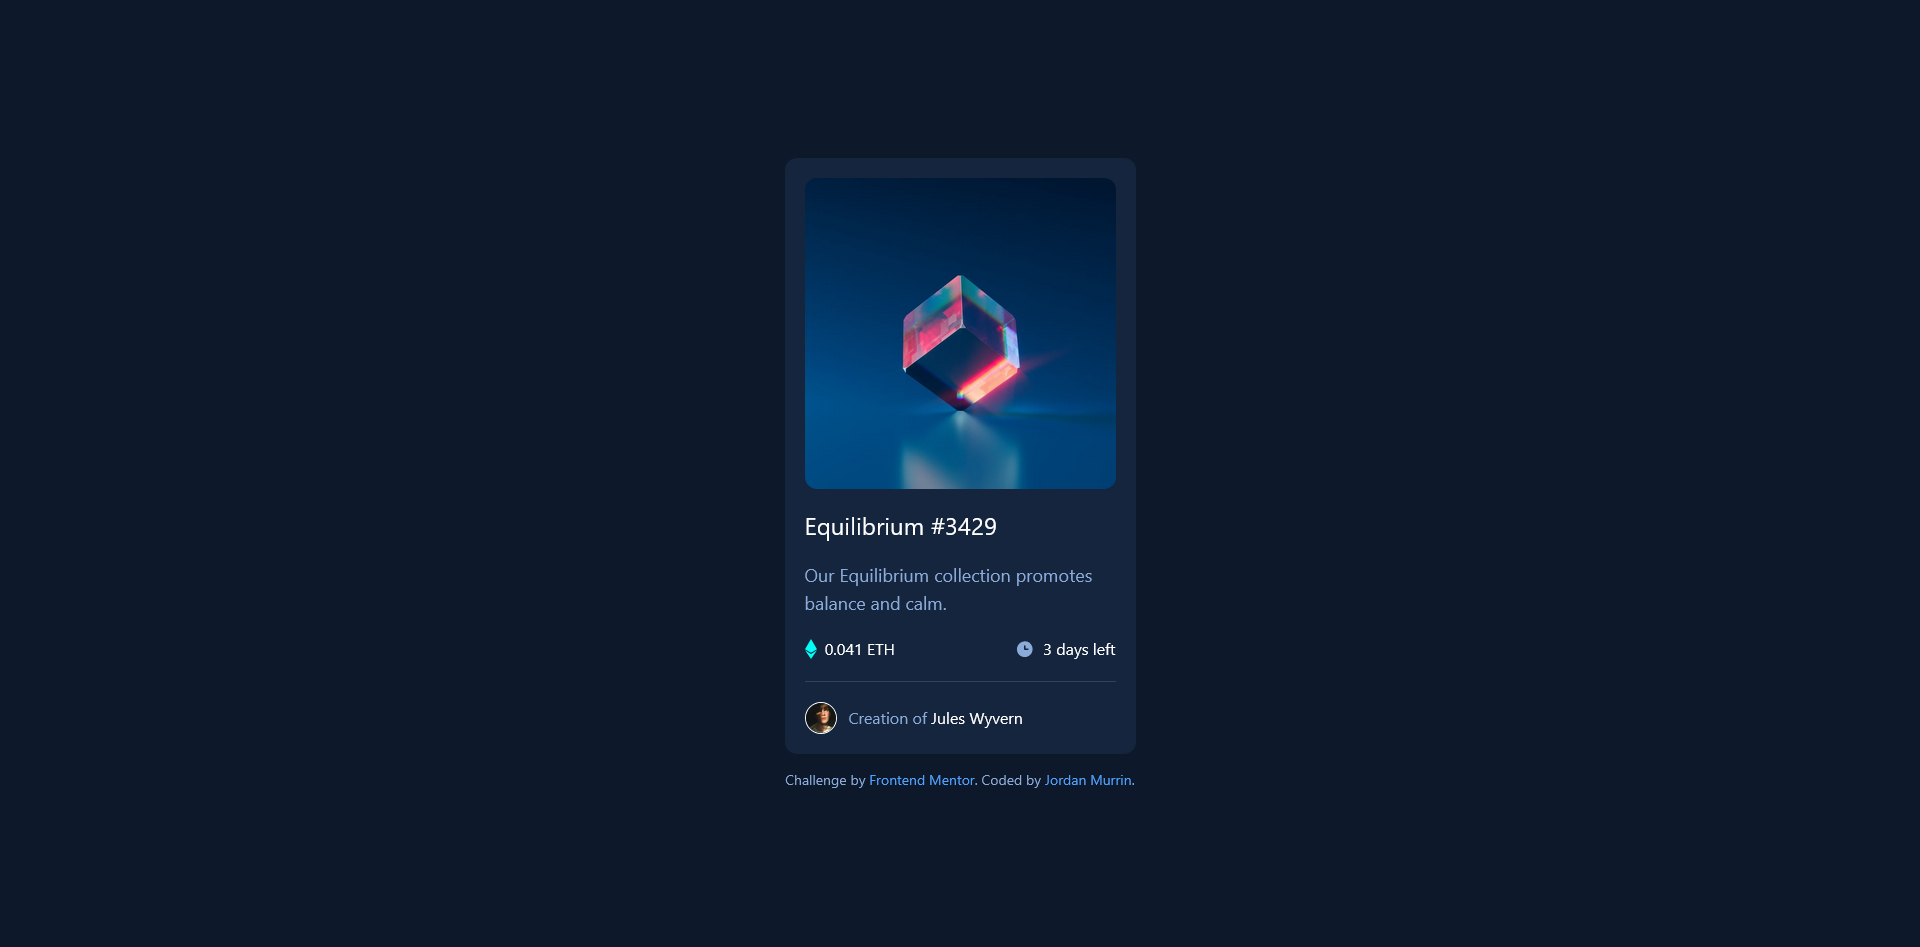 Equilibrium #3429
Our Equilibrium collection promotes
balance and calm.
0.041 ETH
3 days left
Creation of Jules Wyvern
Challenge by Frontend Mentor. Coded by Jordan Murrin.